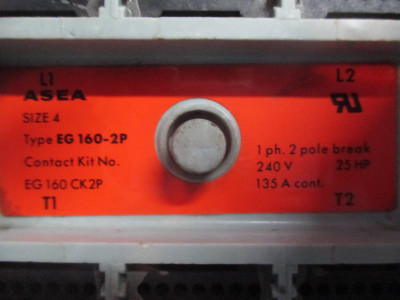 L1 L2
ASEA
SIZE 4
Type EG 160-2P
Contact Kit No.
EG 160 CK2P
1 ph. 2 pole break
240 V 25 HP
135 A cont.
T1 T2